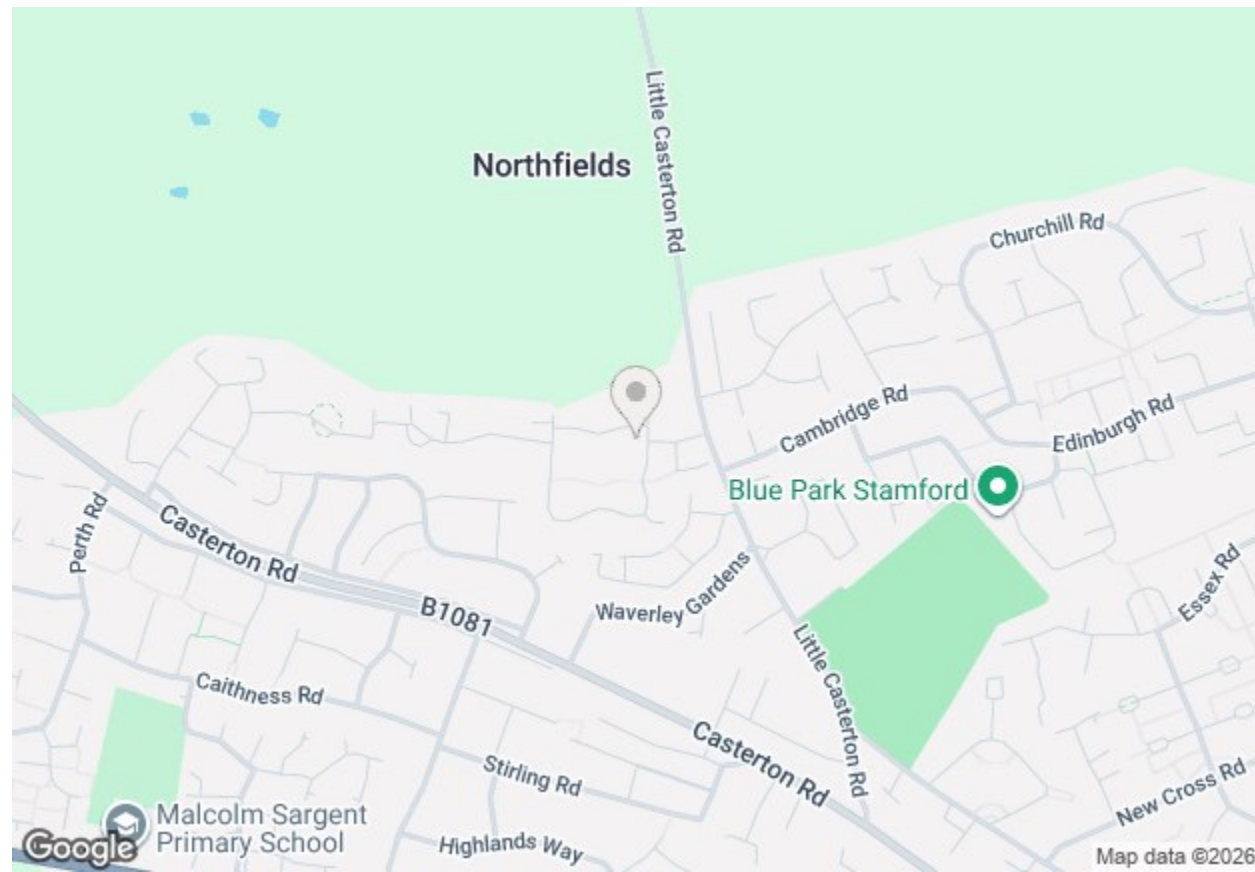 Little Casterton Rd
Northfields
Churchill Rd
Cambridge Rd
Edinburgh Rd
Blue Park Stamford
Perth Rd
Casterton Rd
B1081
Essex Rd
Waverley Gardens
Little Casterton Rd
Caithness Rd
Casterton Rd
Stirling Rd
New Cross Rd
Malcolm Sargent
Primary School
Highlands Way
Google
Map data ©2026